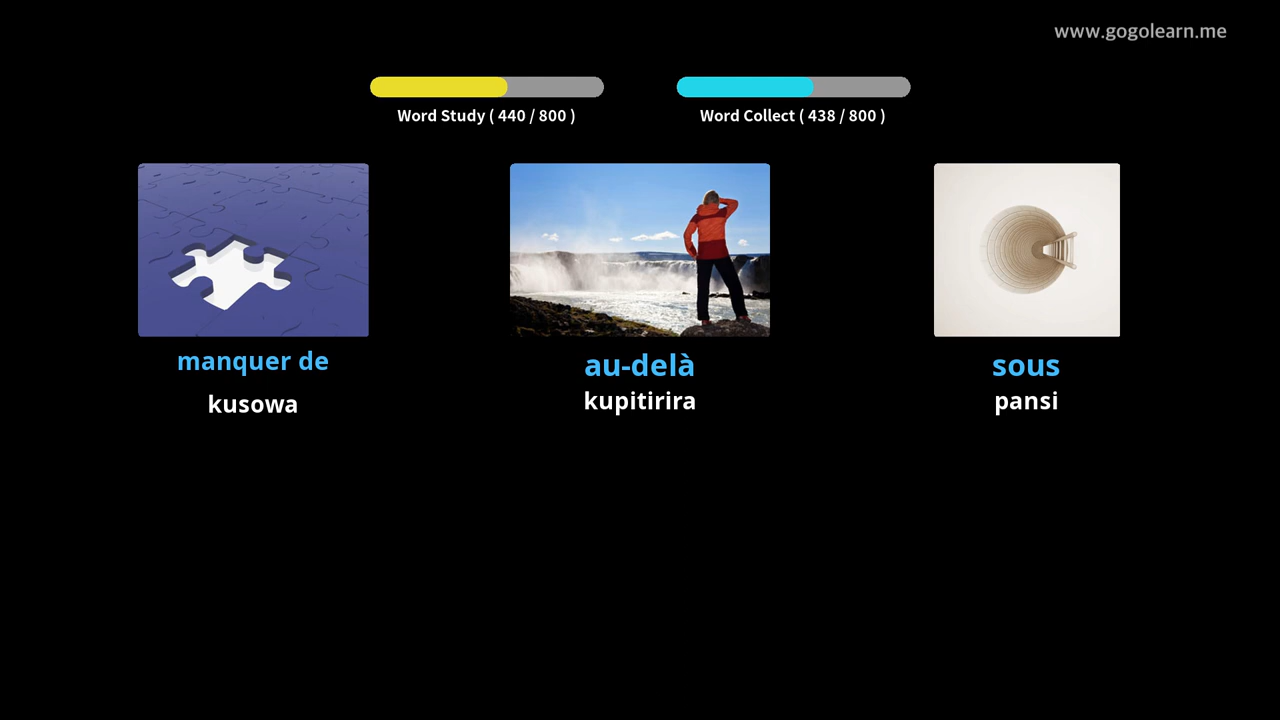 www.gogolearn.me
Word Study ( 440 / 800 )
Word Collect ( 438 / 800 )
manquer de
kusowa
au-delà
kupitirira
sous
pansi